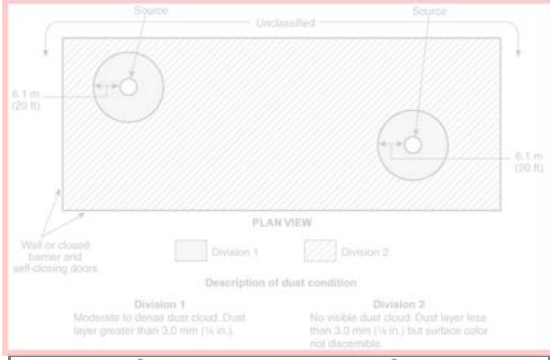 Source
Unclassified
Source
6.1 m
(20 ft)
6.1 m
(20 ft)
PLAN VIEW
Wall or closed
barrier and
self-closing doors.
Division 1
Division 2
Description of dust condition
Division 1
Moderate to dense dust cloud. Dust
layer greater than 3.0 mm (⅛ in.).
Division 2
No visible dust cloud. Dust layer less
than 3.0 mm (⅛ in.) but surface color
not discernible.